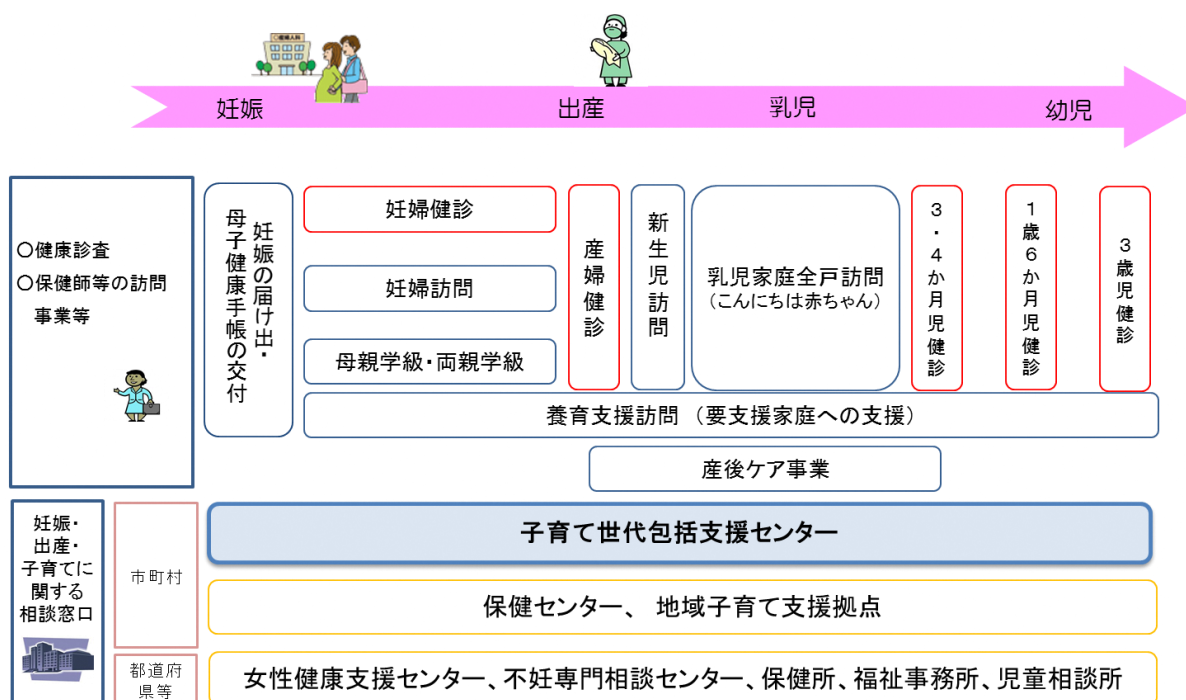 〇産婦人科
妊娠
出産
乳児
幼児
〇健康診査
〇保健師等の訪問
事業等
妊娠の届け出・
母子健康手帳の交付
妊婦健診
妊婦訪問
母親学級・両親学級
産婦健診
新生児訪問
乳児家庭全戸訪問
（こんにちは赤ちゃん）
3・4か月児健診
1歳6か月児健診
3歳児健診
養育支援訪問 （要支援家庭への支援）
産後ケア事業
妊娠・
出産・
子育てに
関する
相談窓口
市町村
子育て世代包括支援センター
保健センター、 地域子育て支援拠点
都道府
県等
女性健康支援センター、不妊専門相談センター、保健所、福祉事務所、児童相談所